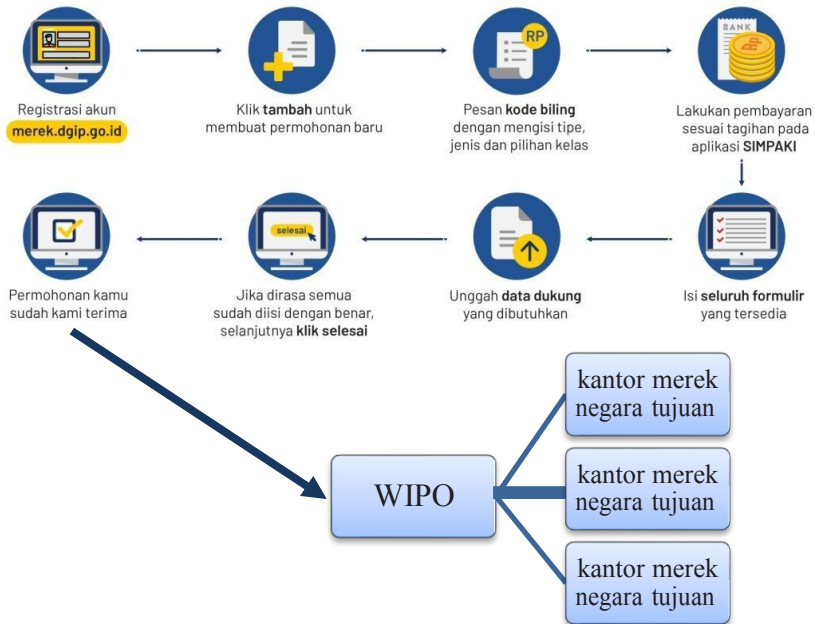 Registrasi akun
merek.dgip.go.id
Klik tambah untuk
membuat permohonan baru
RP
Pesan kode biling
dengan mengisi tipe,
jenis dan pilihan kelas
BANK
Rp
Lakukan pembayaran
sesuai tagihan pada
aplikasi SIMPAKI
Isi seluruh formulir
yang tersedia
Unggah data dukung
yang dibutuhkan
selesai
Jika dirasa semua
sudah diisi dengan benar,
selanjutnya klik selesai
Permohonan kamu
sudah kami terima
WIPO
kantor merek
negara tujuan
kantor merek
negara tujuan
kantor merek
negara tujuan